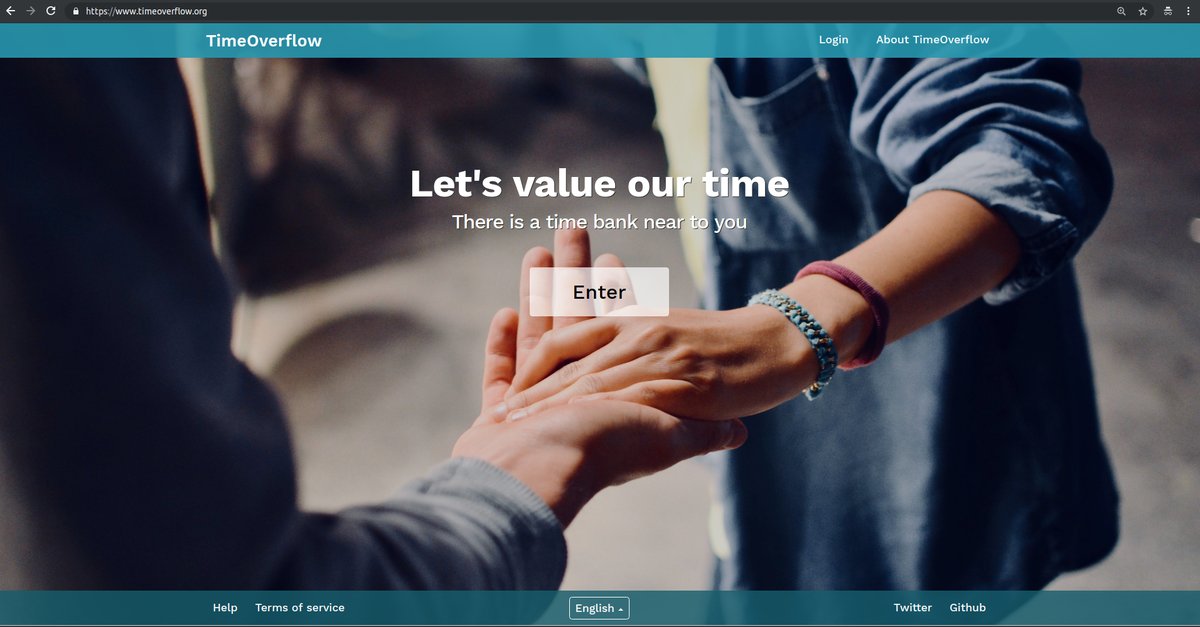 https://www.timeoverflow.org
TimeOverflow
Login
About TimeOverflow
Let's value our time
There is a time bank near to you
Enter
Help
Terms of service
English
Twitter
Github